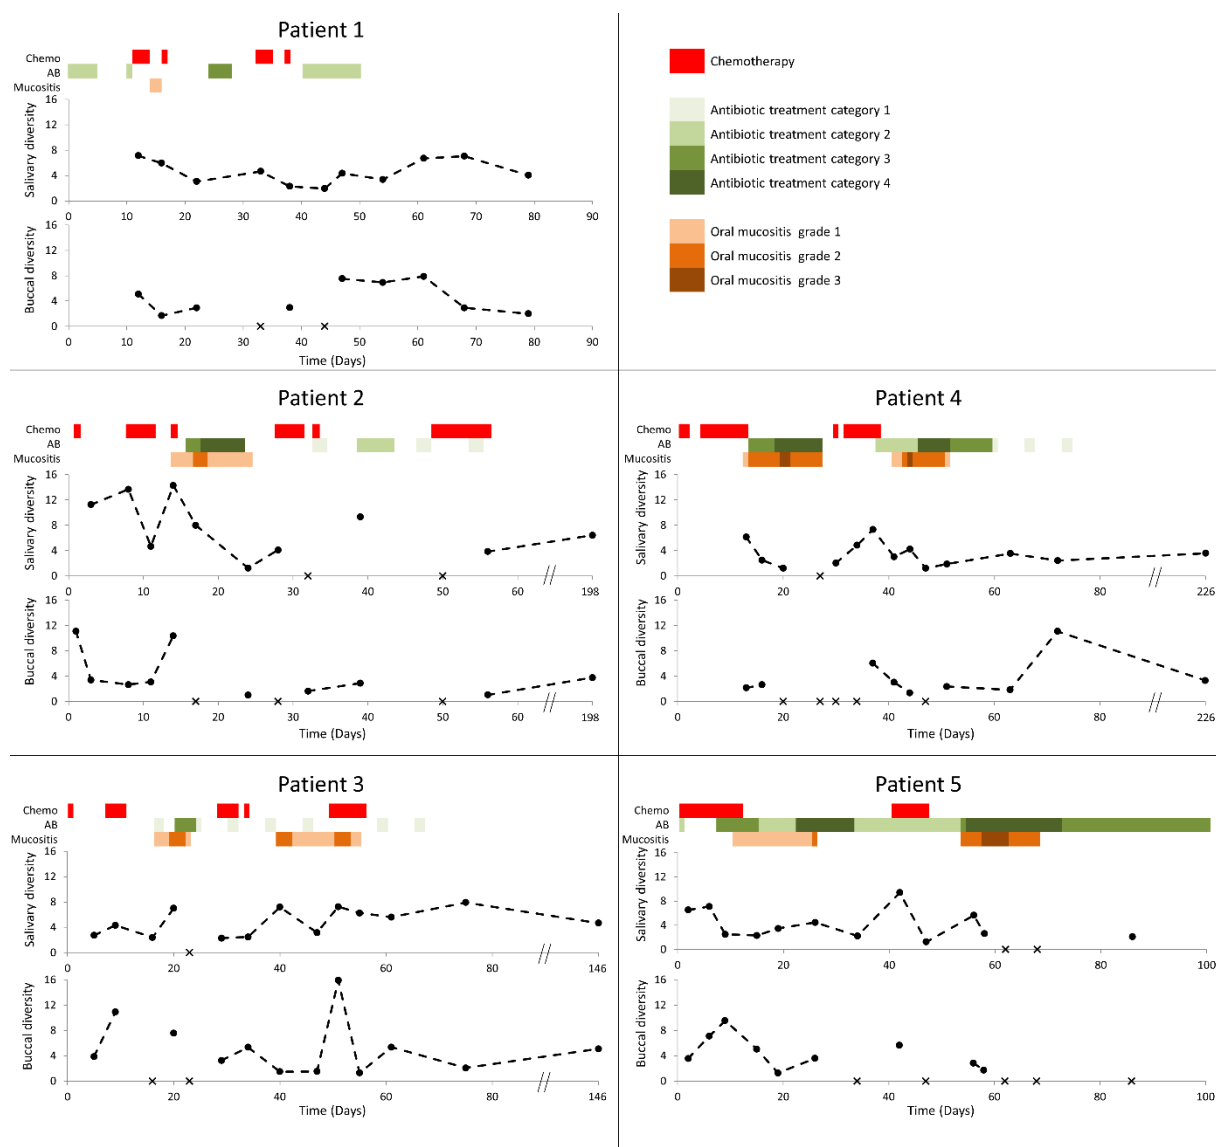 Patient 1
Chemo
AB
Mucositis
16
12
8
4
0
Salivary diversity
0 10 20 30 40 50 60 70 80 90
16
12
8
4
0
Buccal diversity
0 10 20 30 40 50 60 70 80 90
Time (Days)
Chemotherapy
Antibiotic treatment category 1
Antibiotic treatment category 2
Antibiotic treatment category 3
Antibiotic treatment category 4
Oral mucositis grade 1
Oral mucositis grade 2
Oral mucositis grade 3
Patient 2
Chemo
AB
Mucositis
16
12
8
4
0
Salivary diversity
0 10 20 30 40 50 60 // 198
16
12
8
4
0
Buccal diversity
0 10 20 30 40 50 60 // 198
Time (Days)
Patient 4
Chemo
AB
Mucositis
16
12
8
4
0
Salivary diversity
0 20 40 60 80 // 226
16
12
8
4
0
Buccal diversity
0 20 40 60 80 // 226
Time (Days)
Patient 3
Chemo
AB
Mucositis
16
12
8
4
0
Salivary diversity
0 20 40 60 80 // 146
16
12
8
4
0
Buccal diversity
0 20 40 60 80 // 146
Time (Days)
Patient 5
Chemo
AB
Mucositis
16
12
8
4
0
Salivary diversity
0 20 40 60 80 100
16
12
8
4
0
Buccal diversity
0 20 40 60 80 100
Time (Days)